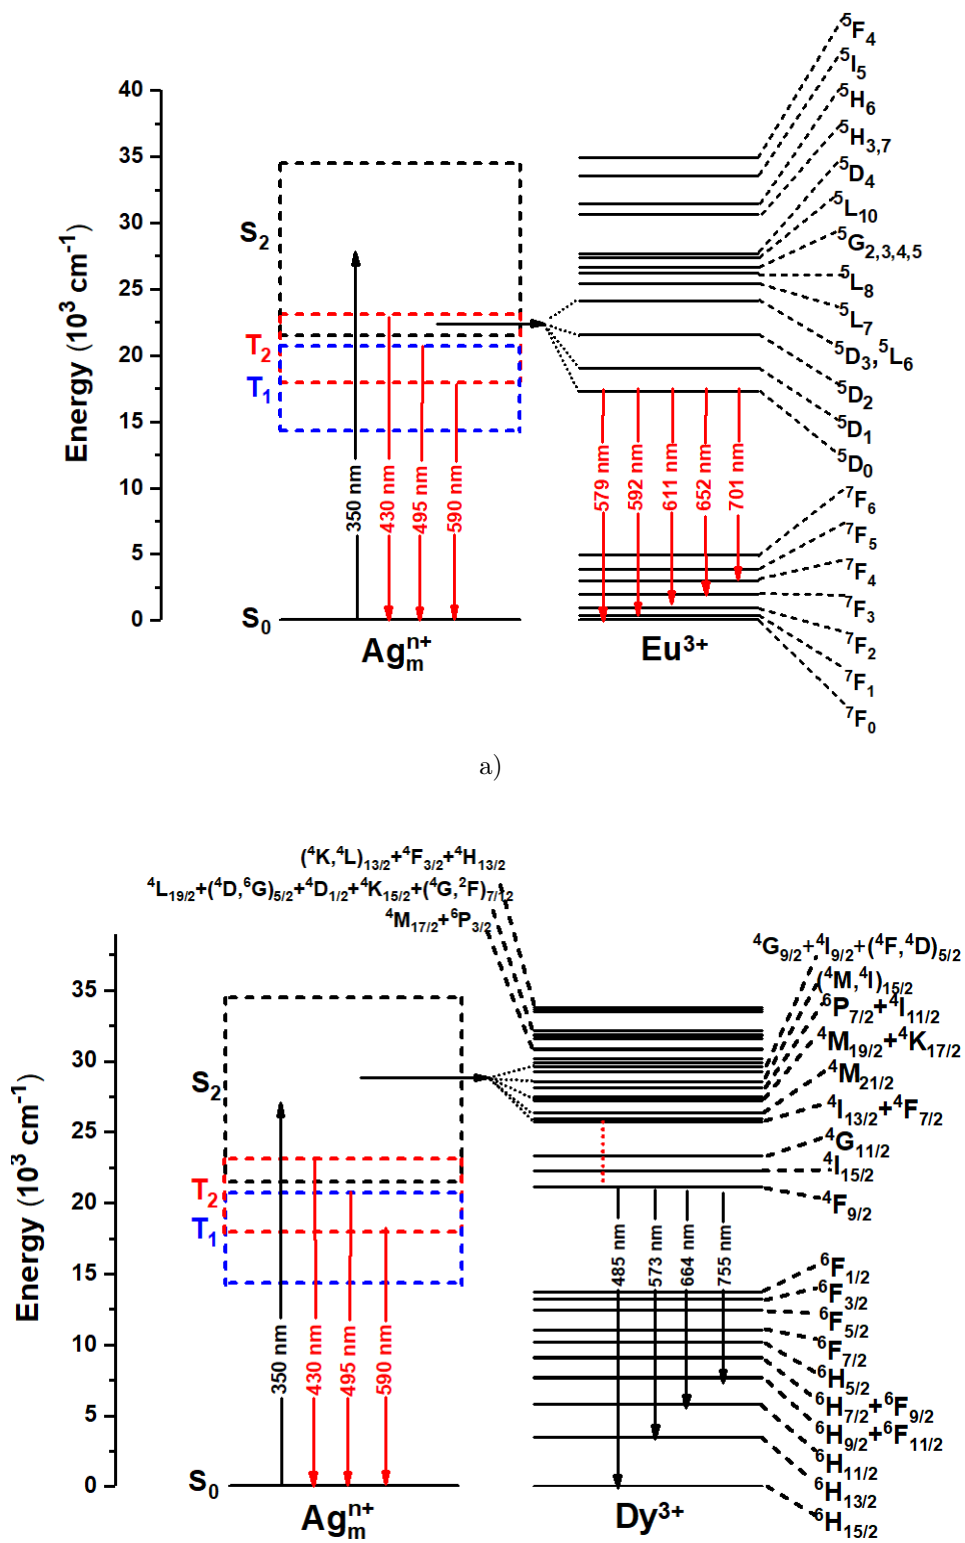 ⁵F₄
⁵I₅
⁵H₆
⁵H₃,₇
⁵D₄
⁵L₁₀
⁵G₂,₃,₄,₅
⁵L₈
⁵L₇
⁵D₃, ⁵L₆
⁵D₂
⁵D₁
⁵D₀
⁷F₆
⁷F₅
⁷F₄
⁷F₃
⁷F₂
⁷F₁
⁷F₀
Energy (10³ cm⁻¹)
40
35
30
25
20
15
10
5
0
S₂
T₂
T₁
S₀
350 nm
430 nm
495 nm
590 nm
Agₘⁿ⁺
579 nm
592 nm
611 nm
652 nm
701 nm
Eu³⁺
a)
(⁴K,⁴L)₁₃/₂+⁴F₃/₂+⁴H₁₃/₂
⁴L₁₉/₂+(⁴D,⁶G)₅/₂+⁴D₁/₂+⁴K₁₅/₂+(⁴G,²F)₇/₁₂
⁴M₁₇/₂+⁶P₃/₂
⁴G₉/₂+⁴I₉/₂+(⁴F,⁴D)₅/₂
(⁴M,⁴I)₁₅/₂
⁶P₇/₂+⁴I₁₁/₂
⁴M₁₉/₂+⁴K₁₇/₂
⁴M₂₁/₂
⁴I₁₃/₂+⁴F₇/₂
⁴G₁₁/₂
⁴I₁₅/₂
⁴F₉/₂
⁶F₁/₂
⁶F₃/₂
⁶F₅/₂
⁶F₇/₂
⁶H₅/₂
⁶H₇/₂+⁶F₉/₂
⁶H₉/₂+⁶F₁₁/₂
⁶H₁₁/₂
⁶H₁₃/₂
⁶H₁₅/₂
Energy (10³ cm⁻¹)
35
30
25
20
15
10
5
0
S₂
T₂
T₁
S₀
350 nm
430 nm
495 nm
590 nm
Agₘⁿ⁺
485 nm
573 nm
664 nm
755 nm
Dy³⁺